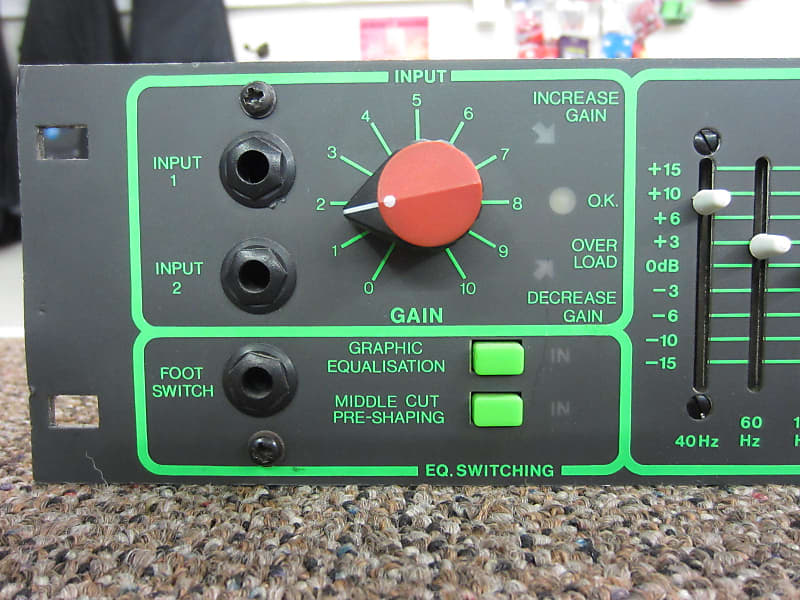 INPUT
INPUT
1
INPUT
2
0
1
2
3
4
5
6
7
8
9
10
GAIN
INCREASE
GAIN
O.K.
OVER
LOAD
DECREASE
GAIN
FOOT
SWITCH
GRAPHIC
EQUALISATION
IN
MIDDLE CUT
PRE-SHAPING
IN
EQ. SWITCHING
+15
+10
+6
+3
0dB
-3
-6
-10
-15
40Hz
60
Hz